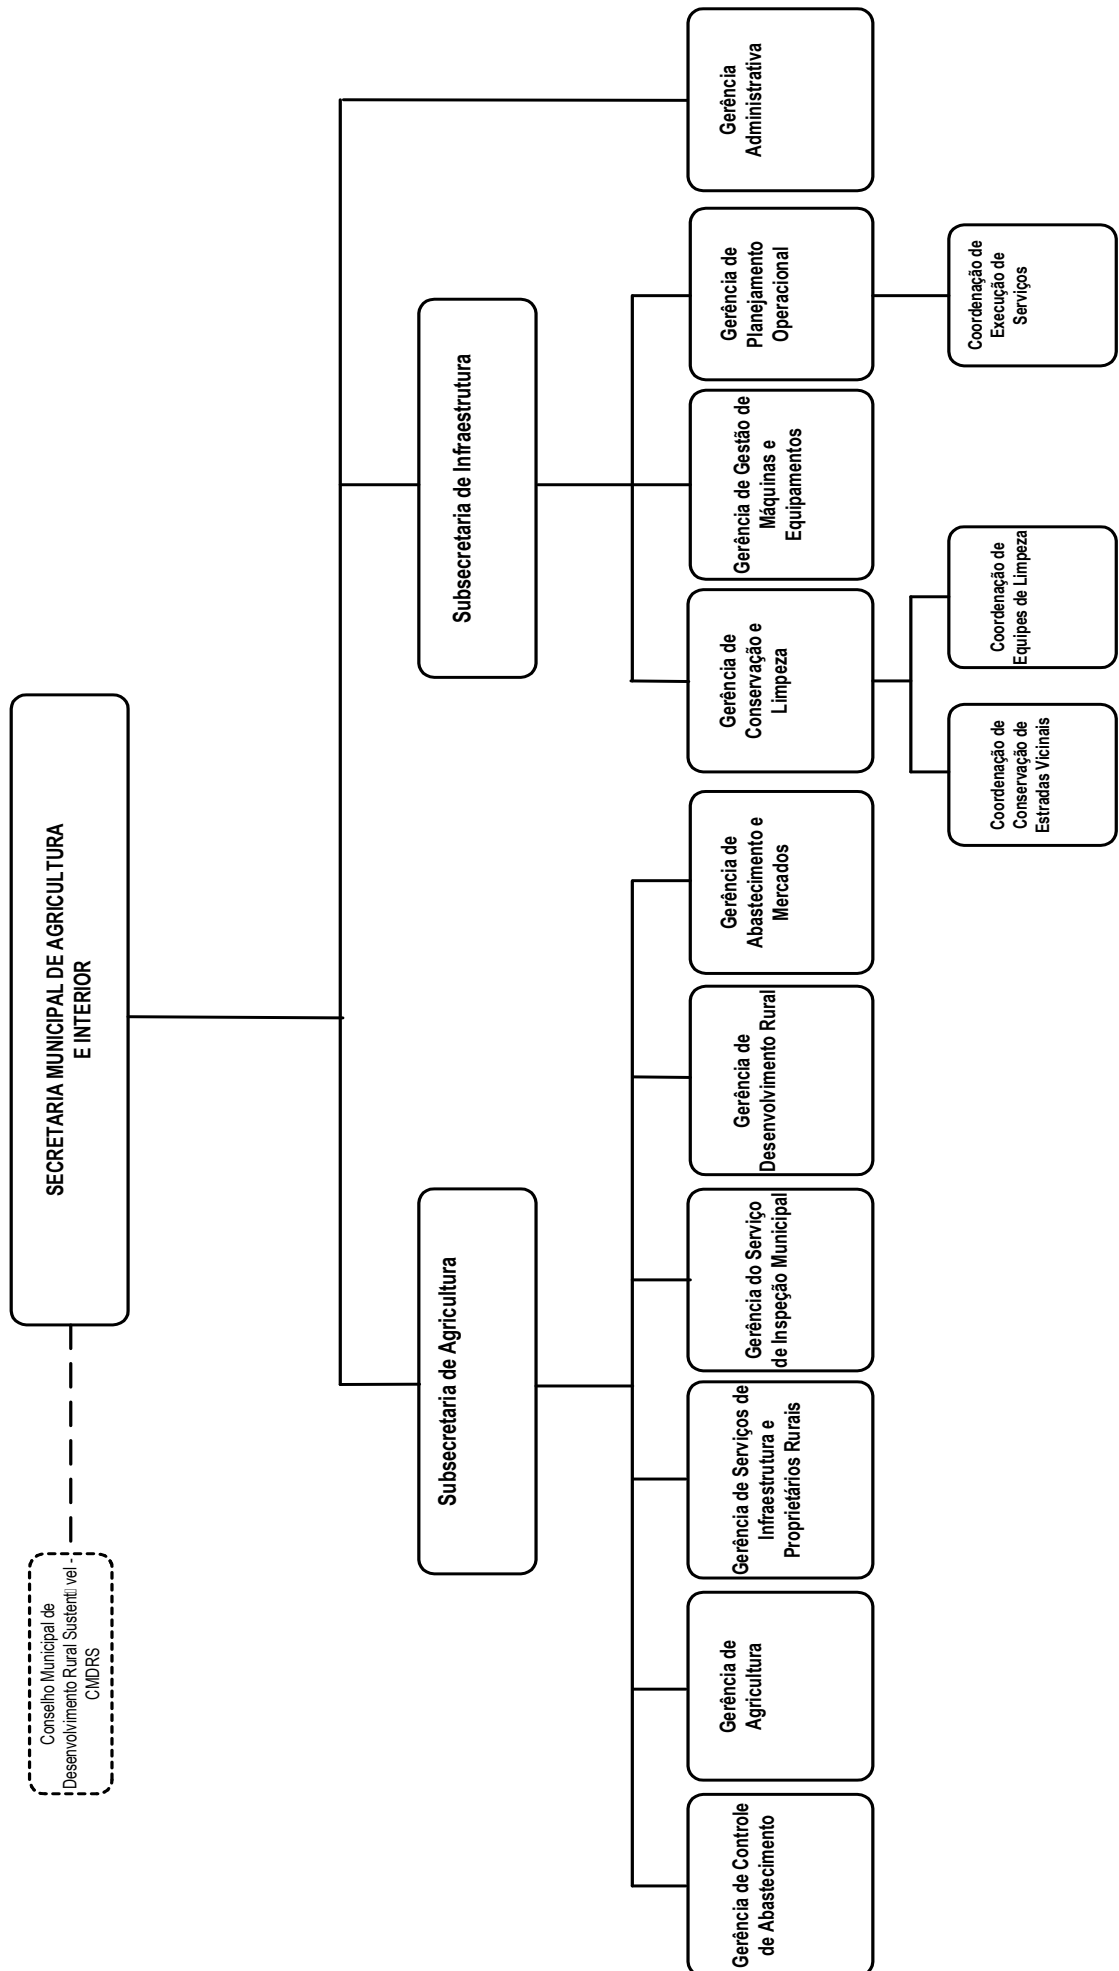 SECRETARIA MUNICIPAL DE AGRICULTURA
E INTERIOR
Conselho Municipal de
Desenvolvimento Rural Sustent▯vel -
CMDRS
Subsecretaria de Agricultura
Subsecretaria de Infraestrutura
Gerência de Controle
de Abastecimento
Gerência de
Agricultura
Gerência de Serviços de
Infraestrutura e
Proprietários Rurais
Gerência do Serviço
de Inspeção Municipal
Gerência de
Desenvolvimento Rural
Gerência de
Abastecimento e
Mercados
Gerência de
Conservação e
Limpeza
Gerência de Gestão de
Máquinas e
Equipamentos
Gerência de
Planejamento
Operacional
Gerência
Administrativa
Coordenação de
Conservação de
Estradas Vicinais
Coordenação de
Equipes de Limpeza
Coordenação de
Execução de
Serviços